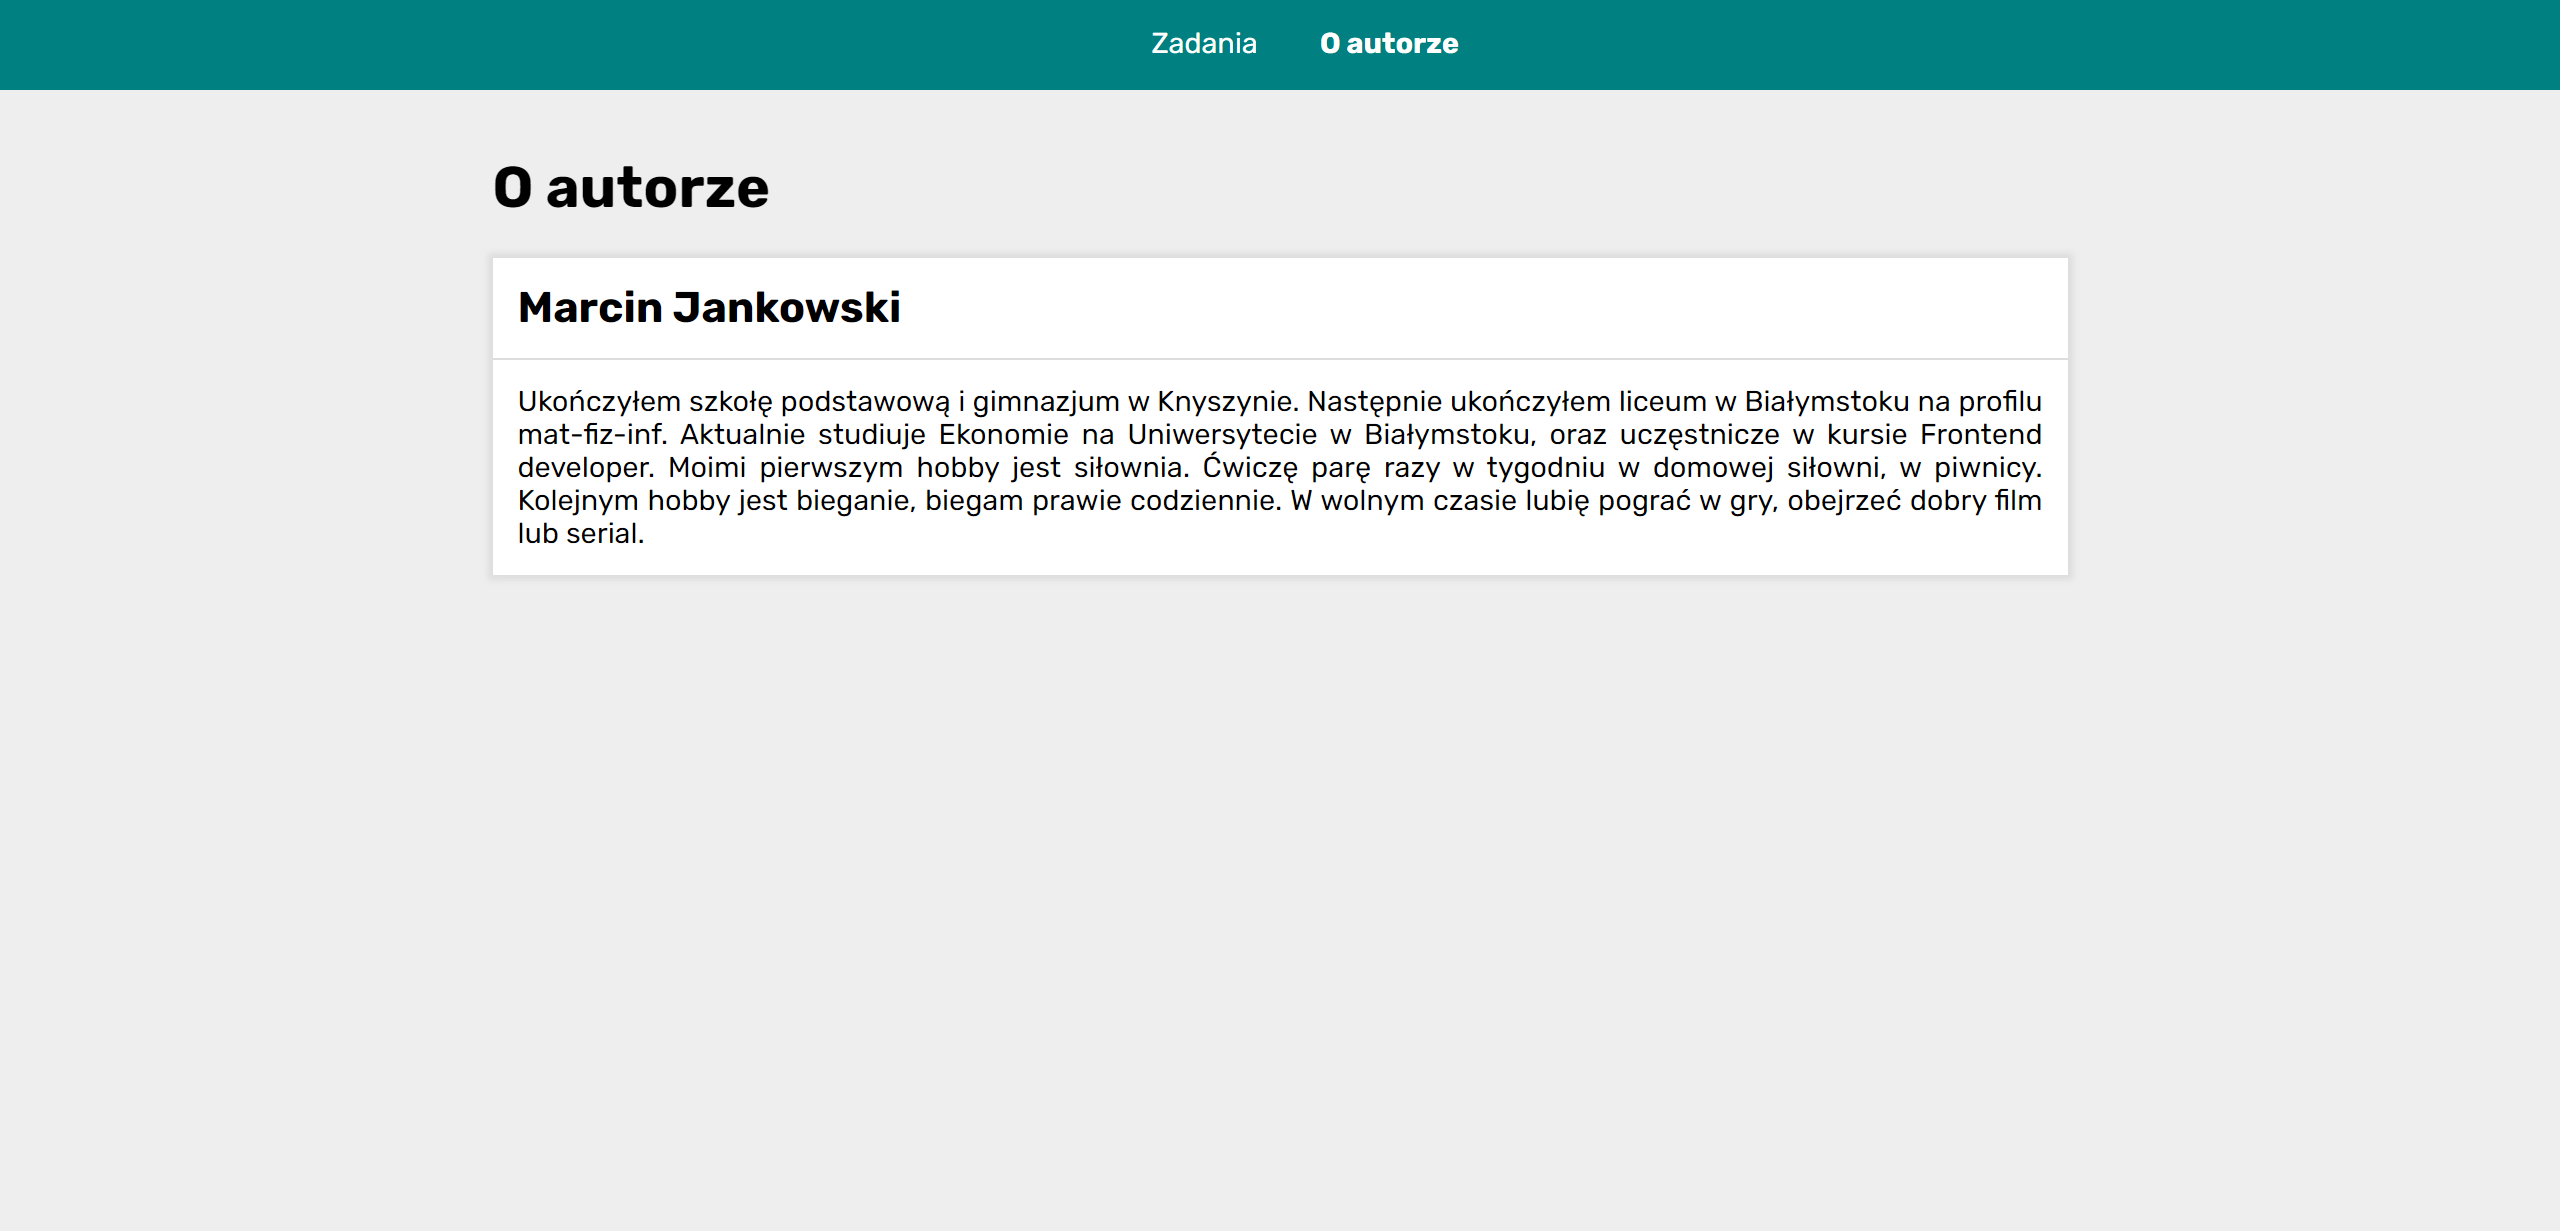 Zadania O autorze
O autorze
Marcin Jankowski
Ukończyłem szkołę podstawową i gimnazjum w Knyszynie. Następnie ukończyłem liceum w Białymstoku na profilu
mat-fiz-inf. Aktualnie studiuje Ekonomie na Uniwersytecie w Białymstoku, oraz uczęstnicze w kursie Frontend
developer. Moimi pierwszym hobby jest siłownia. Ćwiczę parę razy w tygodniu w domowej siłowni, w piwnicy.
Kolejnym hobby jest bieganie, biegam prawie codziennie. W wolnym czasie lubię pograć w gry, obejrzeć dobry film
lub serial.